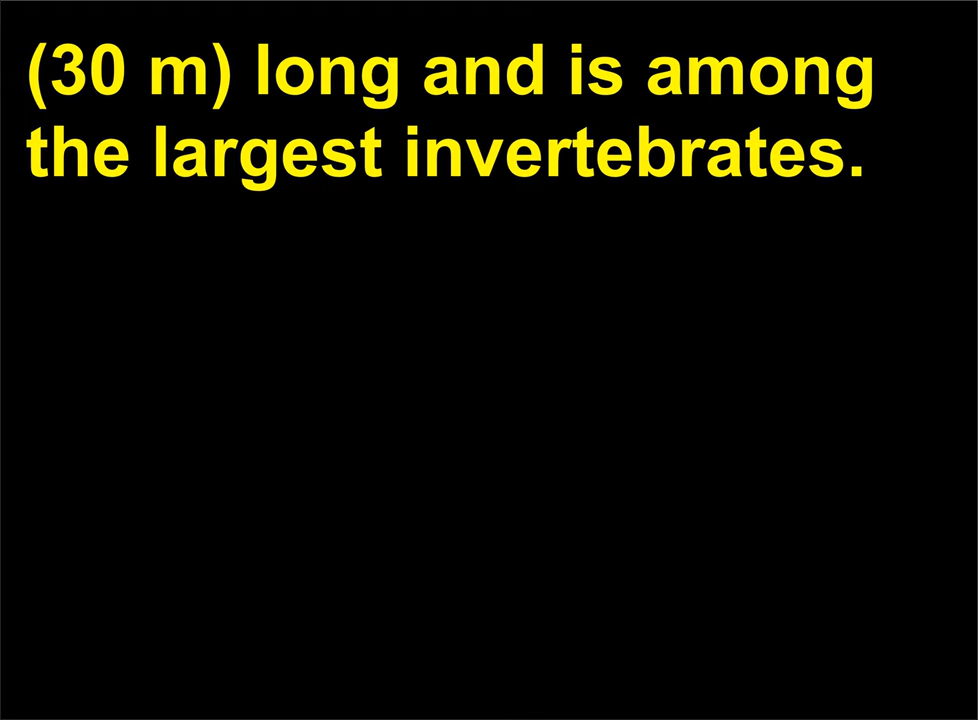 (30 m) long and is among
the largest invertebrates.